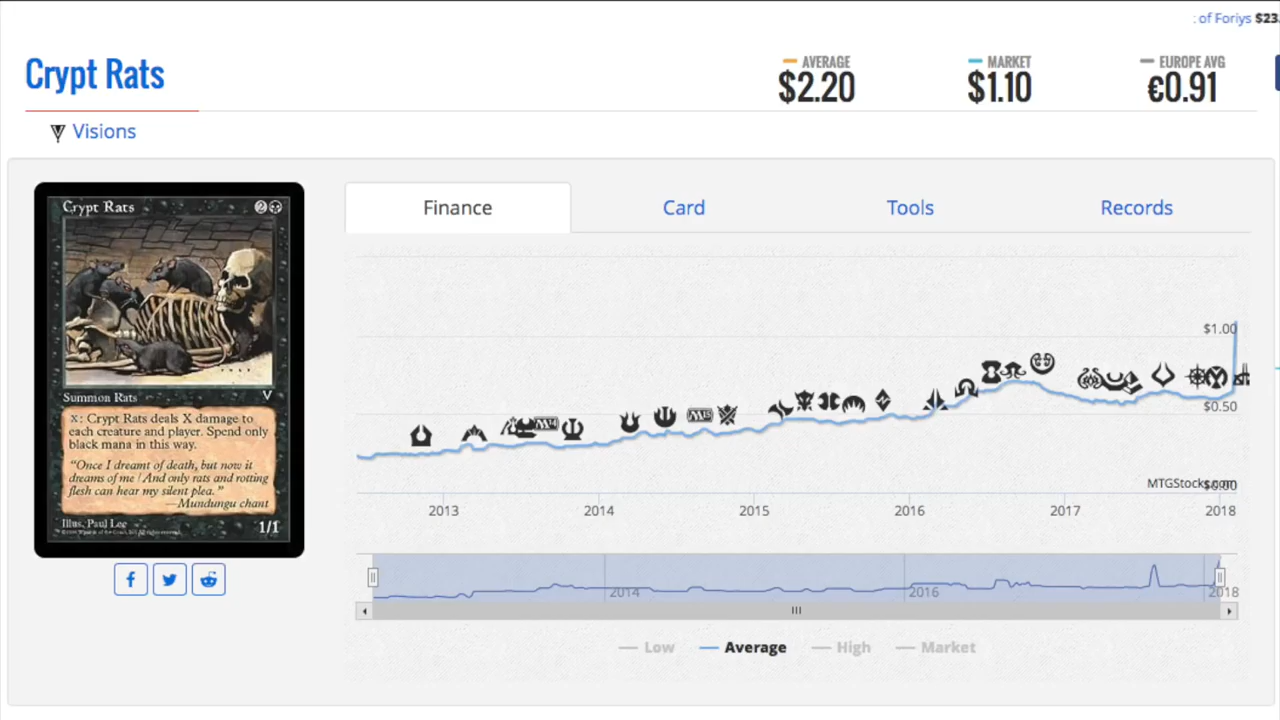 : of Foriys $23.
Crypt Rats
AVERAGE
$2.20
MARKET
$1.10
EUROPE AVG
€0.91
Visions
Crypt Rats
Summon Rats
X: Crypt Rats deals X damage to
each creature and player. Spend only
black mana in this way.
"Once I dreamt of death, but now it
dreams of me! And only rats and rotting
flesh can hear my silent plea."
—Mundungu chant
Illus. Paul Lee
1/1
Finance
Card
Tools
Records
$1.00
$0.50
MTGStocks.com
$0.00
2013
2014
2015
2016
2017
2018
2014
2016
2018
Low
Average
High
Market